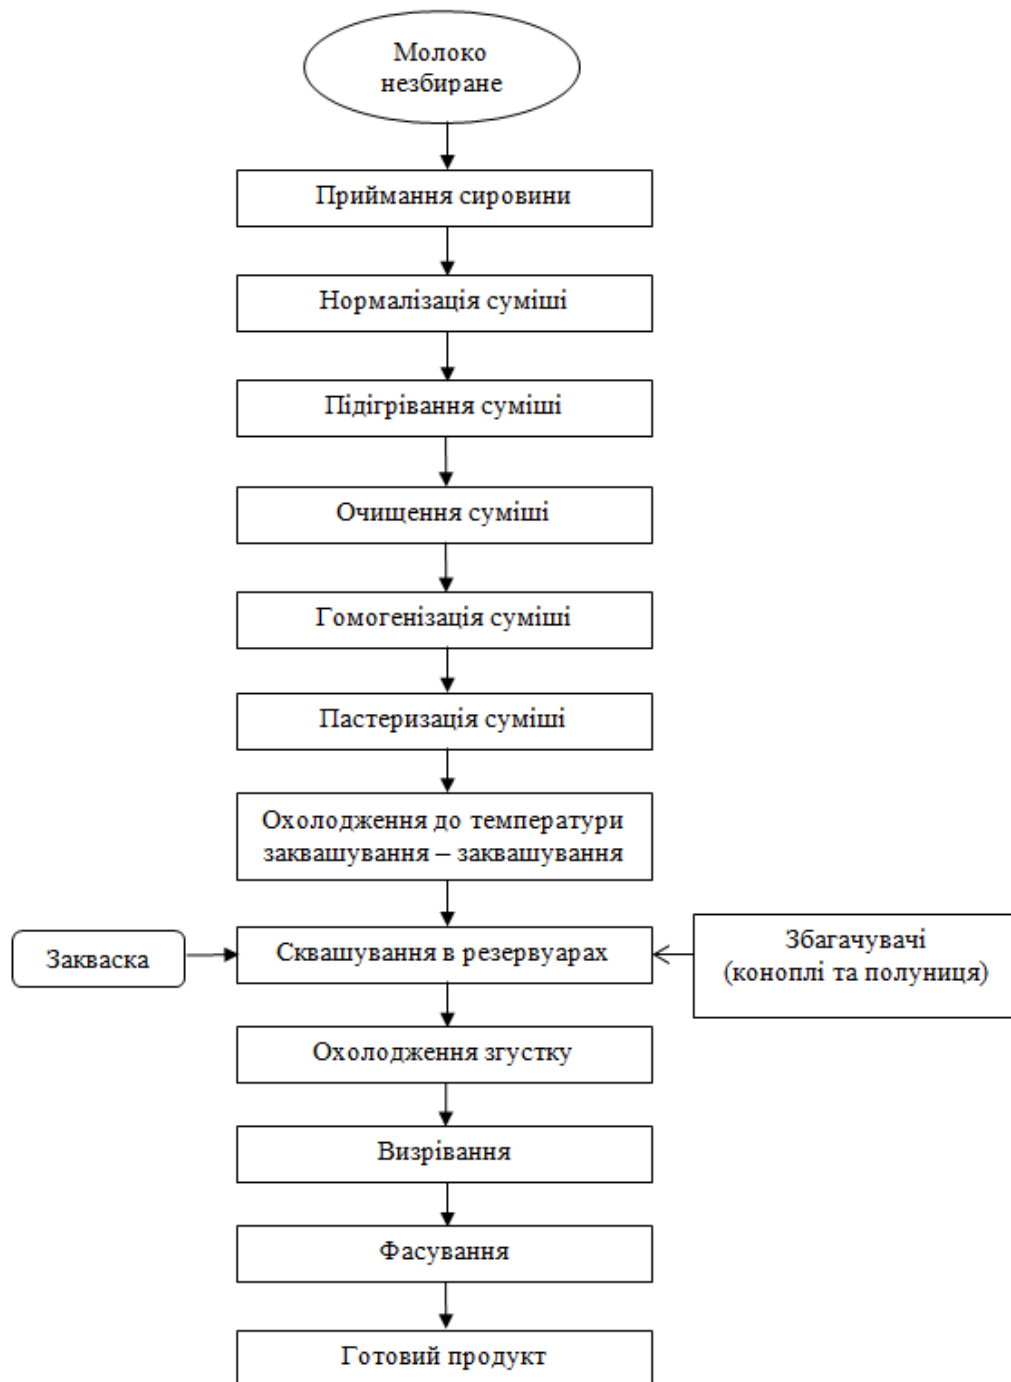 Молоко
незбиране
Приймання сировини
Нормалізація суміші
Підігрівання суміші
Очищення суміші
Гомогенізація суміші
Пастеризація суміші
Охолодження до температури
заквашування – заквашування
Закваска
Сквашування в резервуарах
Збагачувачі
(коноплі та полуниця)
Охолодження згустку
Визрівання
Фасування
Готовий продукт